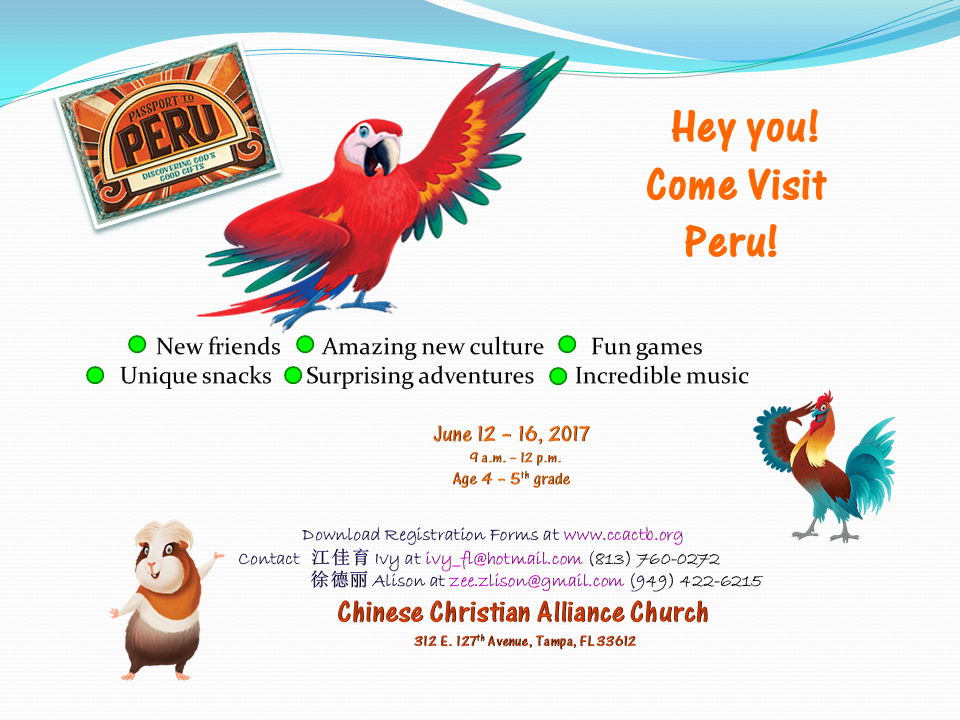 PASSPORT TO
PERU
DISCOVERING GOD'S
GOOD GIFTS
Hey you!
Come Visit
Peru!
New friends Amazing new culture Fun games
Unique snacks Surprising adventures Incredible music
June 12 – 16, 2017
9 a.m. – 12 p.m.
Age 4 – 5th grade
Download Registration Forms at www.ccactb.org
Contact 江佳育 Ivy at ivy_fl@hotmail.com (813) 760-0272
徐德丽 Alison at zee.zlison@gmail.com (949) 422-6215
Chinese Christian Alliance Church
312 E. 127th Avenue, Tampa, FL 33612